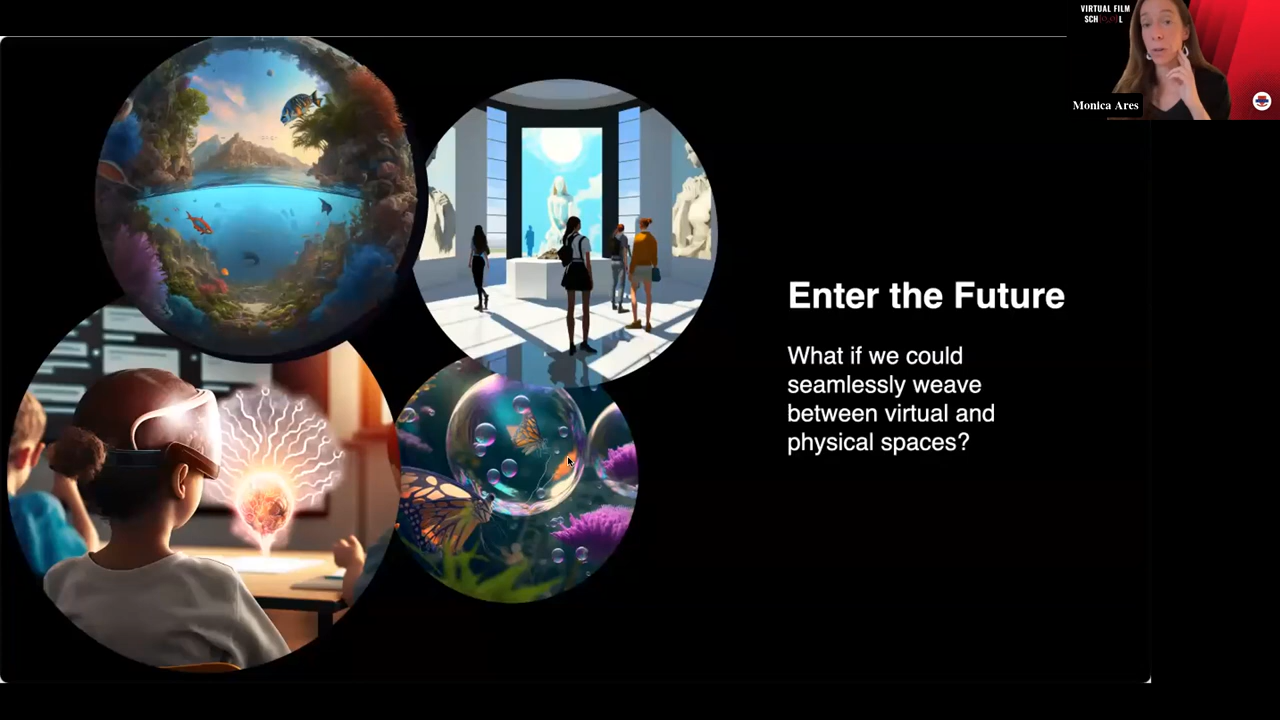 VIRTUAL FILM
SCHOOL
Monica Ares
Enter the Future
What if we could
seamlessly weave
between virtual and
physical spaces?